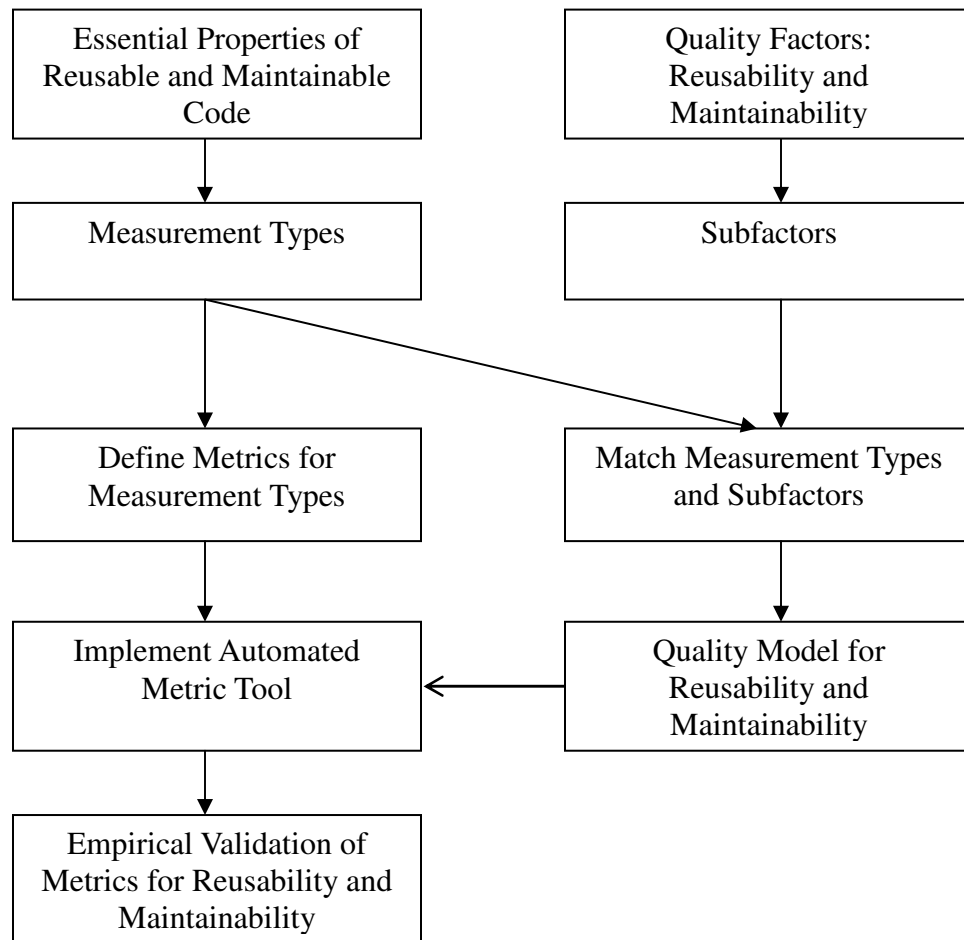 Essential Properties of
Reusable and Maintainable
Code
Quality Factors:
Reusability and
Maintainability
Measurement Types
Subfactors
Define Metrics for
Measurement Types
Match Measurement Types
and Subfactors
Implement Automated
Metric Tool
Quality Model for
Reusability and
Maintainability
Empirical Validation of
Metrics for Reusability and
Maintainability